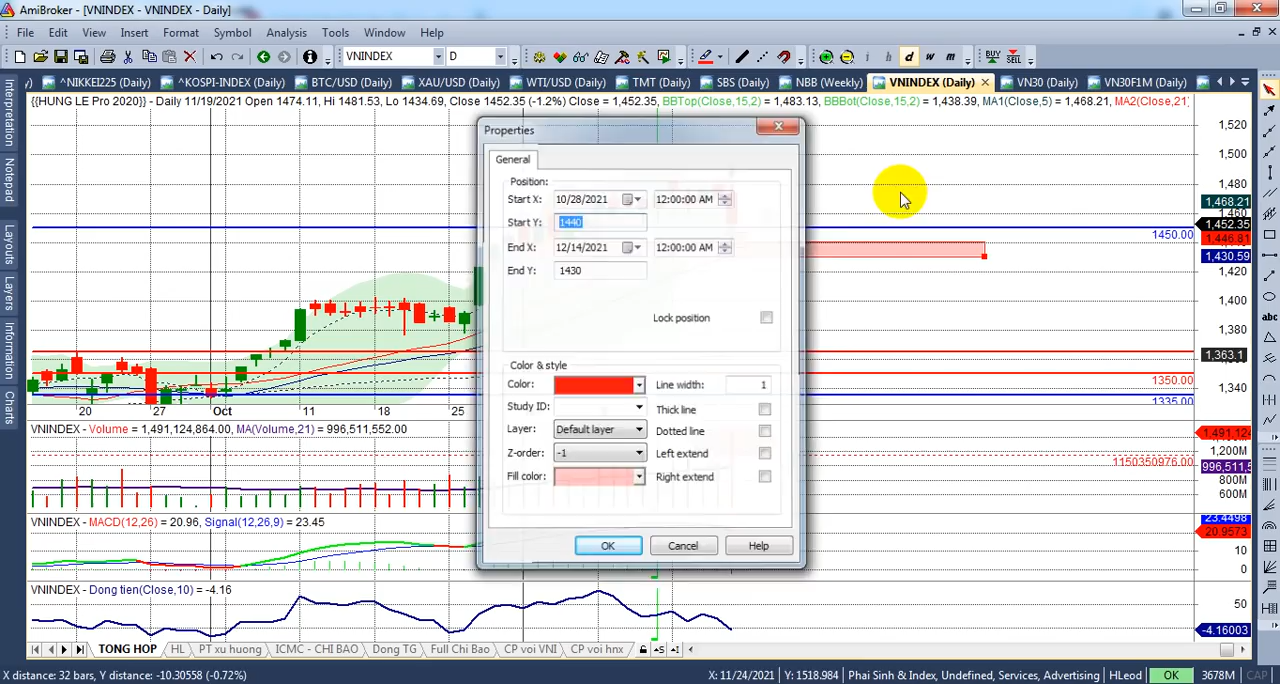 AmiBroker - [VNINDEX - VNINDEX - Daily]
File Edit View Insert Format Symbol Analysis Tools Window Help
VNINDEX D i d w m BUY SELL
^NIKKEI225 (Daily) ^KOSPI-INDEX (Daily) BTC/USD (Daily) XAU/USD (Daily) WTI/USD (Daily) TMT (Daily) SBS (Daily) NBB (Weekly) VNINDEX (Daily) VN30 (Daily) VN30F1M (Daily)
{{HUNG LE Pro 2020}} - Daily 11/19/2021 Open 1474.11, Hi 1481.53, Lo 1434.69, Close 1452.35 (-1.2%) Close = 1,452.35, BBTop(Close,15,2) = 1,483.13, BBBot(Close,15,2) = 1,438.39, MA1(Close,5) = 1,468.21, MA2(Close,21)
Interpretation
Notepad
Layouts
Layers
Information
Charts
Properties
General
Position:
Start X: 10/28/2021 12:00:00 AM
Start Y: 1440
End X: 12/14/2021 12:00:00 AM
End Y: 1430
Lock position
Color & style
Color: Line width: 1
Study ID: Thick line
Layer: Default layer Dotted line
Z-order: -1 Left extend
Fill color: Right extend
OK Cancel Help
1,520
1,500
1,480
1,468.21
1,460
1,452.35
1450.00
1,446.81
1,430.59
1,420
1,400
1,380
1,363.1
1350.00
1,340
1335.00
20 27 Oct 11 18 25
VNINDEX - Volume = 1,491,124,864.00, MA(Volume,21) = 996,511,552.00
1,491,124
1,200M
1150350976.00
996,511,5
800M
600M
VNINDEX - MACD(12,26) = 20.96, Signal(12,26,9) = 23.45
23.4498
20.9573
10
0
VNINDEX - Dong tien(Close,10) = -4.16
50
-4.16003
TONG HOP HL PT xu huong ICMC - CHI BAO Dong TG Full Chi Bao CP voi VNI CP voi hnx
X distance: 32 bars, Y distance: -10.30558 (-0.72%) X: 11/24/2021 Y: 1518.984 Phai Sinh & Index, Undefined, Services, Advertising HLeod OK 3678M CAP
abc